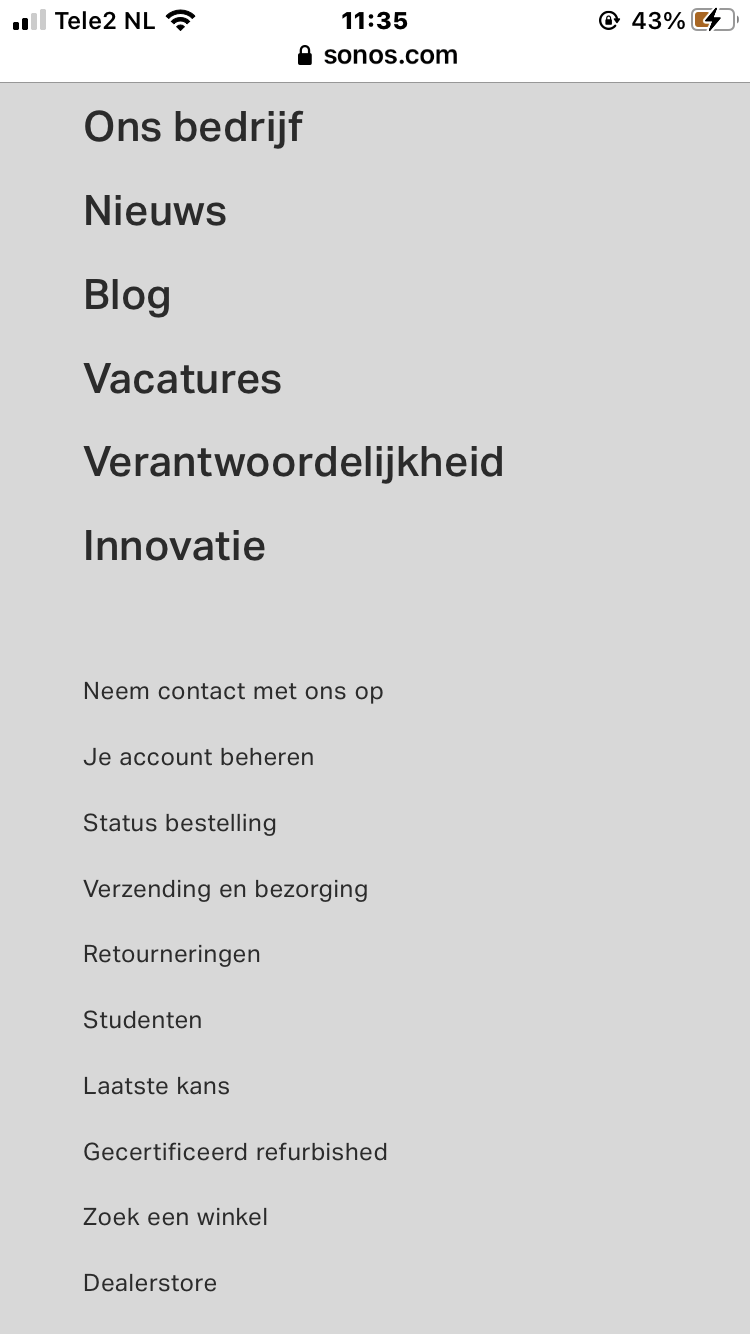 Tele2 NL 11:35 43%
sonos.com
Ons bedrijf
Nieuws
Blog
Vacatures
Verantwoordelijkheid
Innovatie
Neem contact met ons op
Je account beheren
Status bestelling
Verzending en bezorging
Retourneringen
Studenten
Laatste kans
Gecertificeerd refurbished
Zoek een winkel
Dealerstore